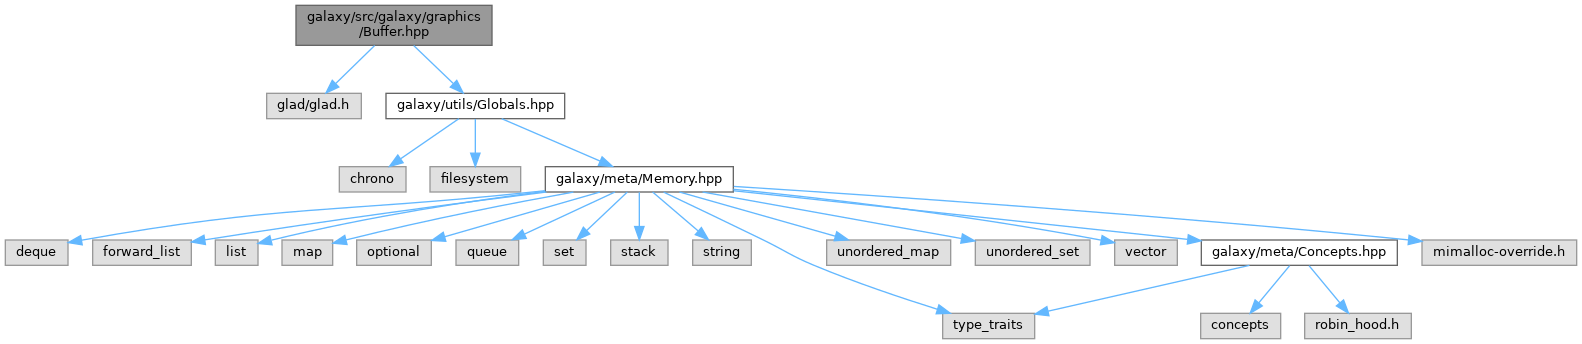 galaxy/src/galaxy/graphics
/Buffer.hpp
glad/glad.h
galaxy/utils/Globals.hpp
chrono
filesystem
galaxy/meta/Memory.hpp
deque
forward_list
list
map
optional
queue
set
stack
string
unordered_map
unordered_set
vector
galaxy/meta/Concepts.hpp
mimalloc-override.h
type_traits
concepts
robin_hood.h